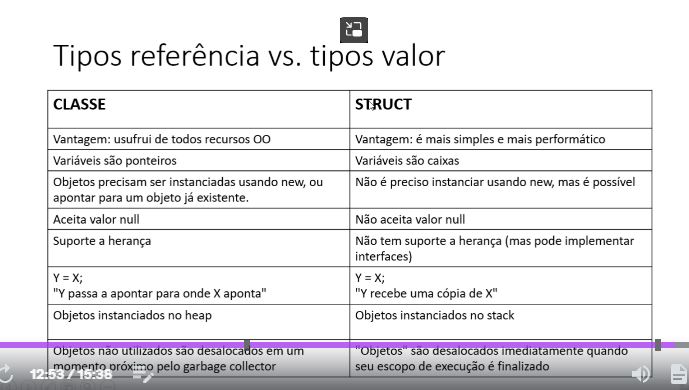 Tipos referência vs. tipos valor
CLASSE
STRUCT
Vantagem: usufrui de todos recursos OO
Vantagem: é mais simples e mais performático
Variáveis são ponteiros
Variáveis são caixas
Objetos precisam ser instanciadas usando new, ou
apontar para um objeto já existente.
Não é preciso instanciar usando new, mas é possível
Aceita valor null
Não aceita valor null
Suporte a herança
Não tem suporte a herança (mas pode implementar
interfaces)
Y = X;
"Y passa a apontar para onde X aponta"
Y = X;
"Y recebe uma cópia de X"
Objetos instanciados no heap
Objetos instanciados no stack
Objetos não utilizados são desalocados em um
momento próximo pelo garbage collector
"Objetos" são desalocados imediatamente quando
seu escopo de execução é finalizado
12:53 / 15:38